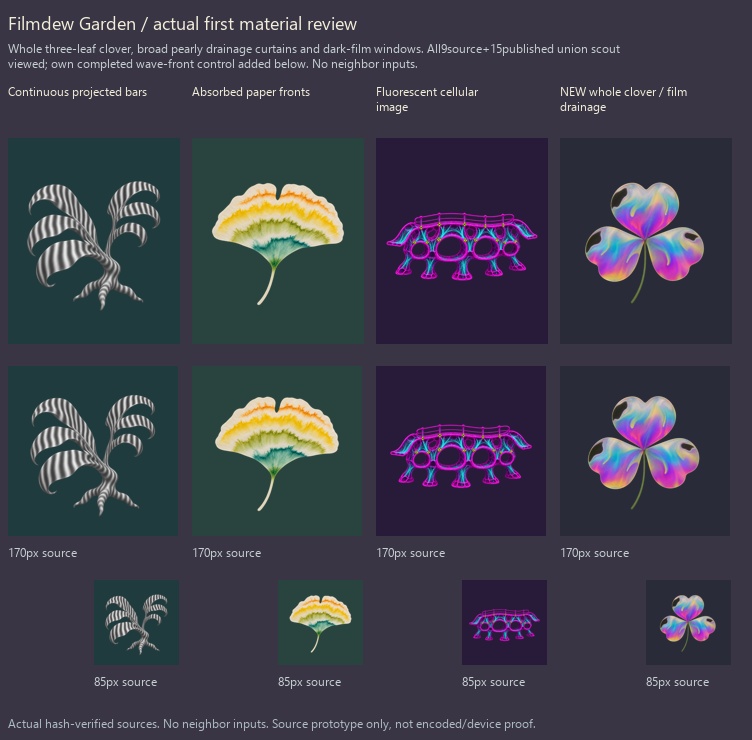 Filmdew Garden / actual first material review
Whole three-leaf clover, broad pearly drainage curtains and dark-film windows. All9source+15published union scout
viewed; own completed wave-front control added below. No neighbor inputs.
Continuous projected bars
Absorbed paper fronts
Fluorescent cellular
image
NEW whole clover / film
drainage
170px source
170px source
170px source
170px source
85px source
85px source
85px source
85px source
Actual hash-verified sources. No neighbor inputs. Source prototype only, not encoded/device proof.